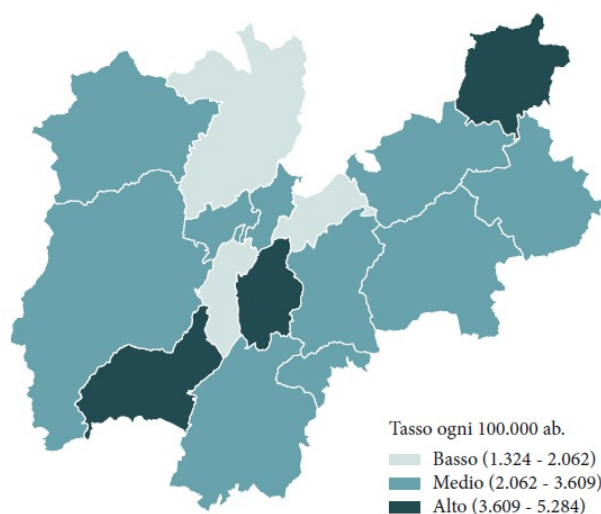 Tasso ogni 100.000 ab.
Basso (1.324 - 2.062)
Medio (2.062 - 3.609)
Alto (3.609 - 5.284)